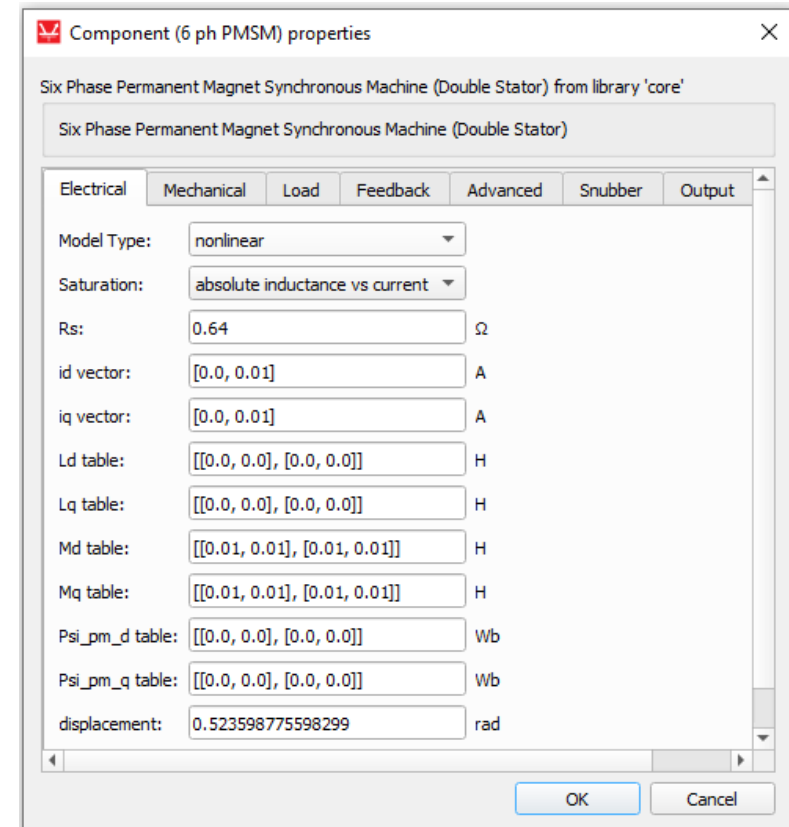 Component (6 ph PMSM) properties
Six Phase Permanent Magnet Synchronous Machine (Double Stator) from library 'core'
Six Phase Permanent Magnet Synchronous Machine (Double Stator)
Electrical Mechanical Load Feedback Advanced Snubber Output
Model Type: nonlinear
Saturation: absolute inductance vs current
Rs: 0.64 Ω
id vector: [0.0, 0.01] A
iq vector: [0.0, 0.01] A
Ld table: [[0.0, 0.0], [0.0, 0.0]] H
Lq table: [[0.0, 0.0], [0.0, 0.0]] H
Md table: [[0.01, 0.01], [0.01, 0.01]] H
Mq table: [[0.01, 0.01], [0.01, 0.01]] H
Psi_pm_d table: [[0.0, 0.0], [0.0, 0.0]] Wb
Psi_pm_q table: [[0.0, 0.0], [0.0, 0.0]] Wb
displacement: 0.523598775598299 rad
OK Cancel